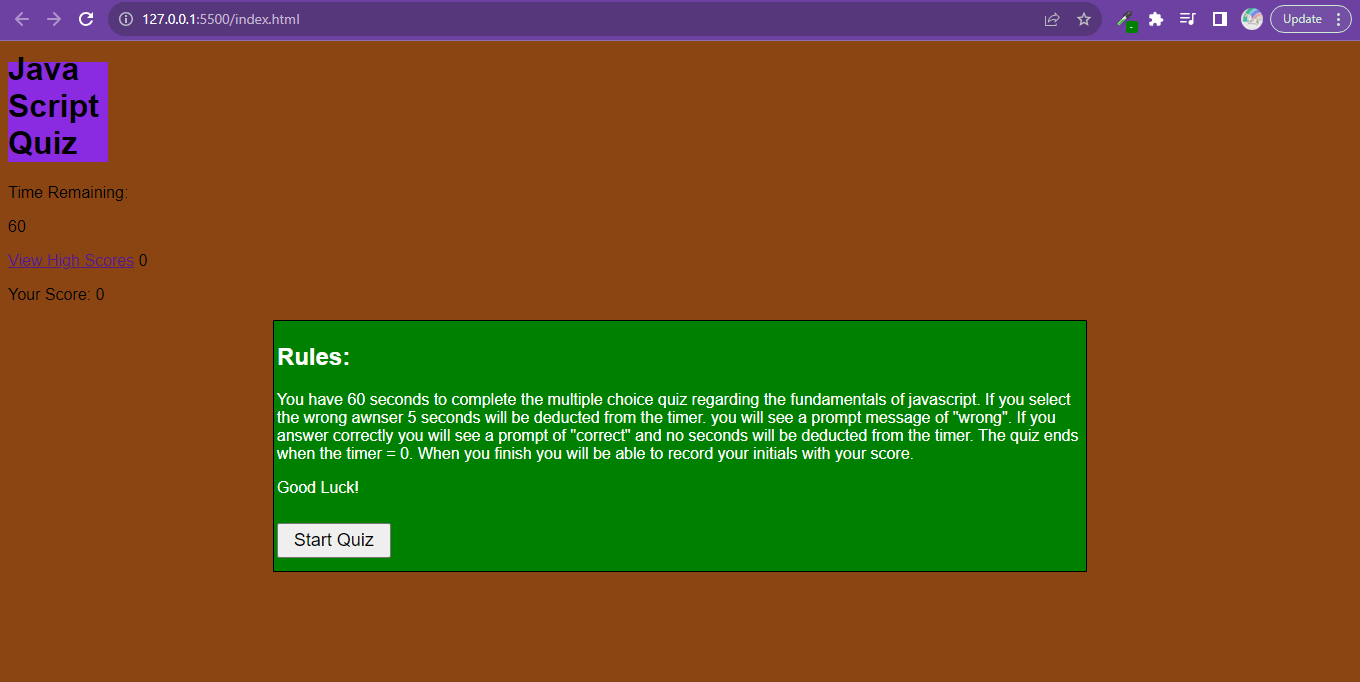 127.0.0.1:5500/index.html
Update
Java
Script
Quiz
Time Remaining:
60
View High Scores 0
Your Score: 0
Rules:
You have 60 seconds to complete the multiple choice quiz regarding the fundamentals of javascript. If you select
the wrong awnser 5 seconds will be deducted from the timer. you will see a prompt message of "wrong". If you
answer correctly you will see a prompt of "correct" and no seconds will be deducted from the timer. The quiz ends
when the timer = 0. When you finish you will be able to record your initials with your score.
Good Luck!
Start Quiz